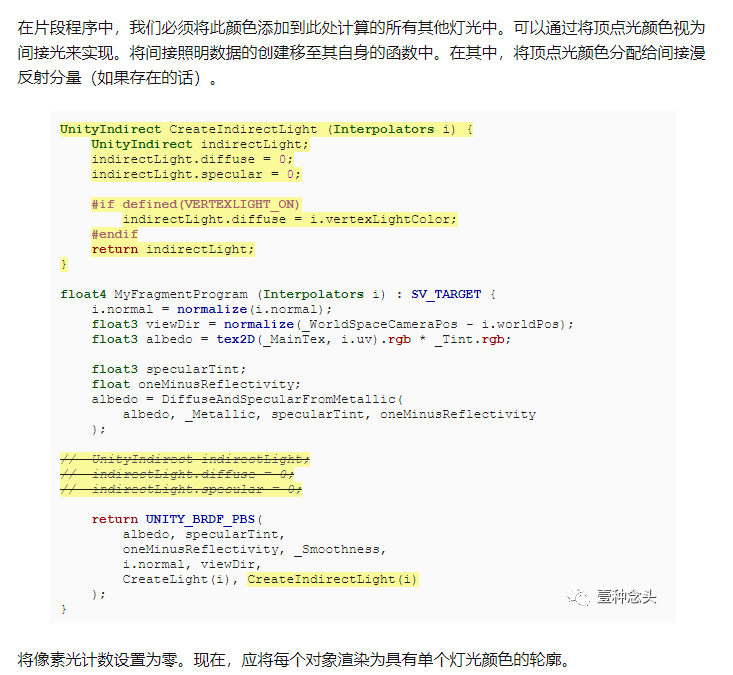 在片段程序中，我们必须将此颜色添加到此处计算的所有其他灯光中。可以通过将顶点光颜色视为
间接光来实现。将间接照明数据的创建移至其自身的函数中。在其中，将顶点光颜色分配给间接漫
反射分量（如果存在的话）。
UnityIndirect CreateIndirectLight (Interpolators i) {
    UnityIndirect indirectLight;
    indirectLight.diffuse = 0;
    indirectLight.specular = 0;
    #if defined(VERTEXLIGHT_ON)
        indirectLight.diffuse = i.vertexLightColor;
    #endif
    return indirectLight;
}
float4 MyFragmentProgram (Interpolators i) : SV_TARGET {
    i.normal = normalize(i.normal);
    float3 viewDir = normalize(_WorldSpaceCameraPos - i.worldPos);
    float3 albedo = tex2D(_MainTex, i.uv).rgb * _Tint.rgb;
    float3 specularTint;
    float oneMinusReflectivity;
    albedo = DiffuseAndSpecularFromMetallic(
        albedo, _Metallic, specularTint, oneMinusReflectivity
    );
//  UnityIndirect indirectLight;
//  indirectLight.diffuse = 0;
//  indirectLight.specular = 0;
    return UNITY_BRDF_PBS(
        albedo, specularTint,
        oneMinusReflectivity, _Smoothness,
        i.normal, viewDir,
        CreateLight(i), CreateIndirectLight(i)
    );
}
壹种念头
将像素光计数设置为零。现在，应将每个对象渲染为具有单个灯光颜色的轮廓。